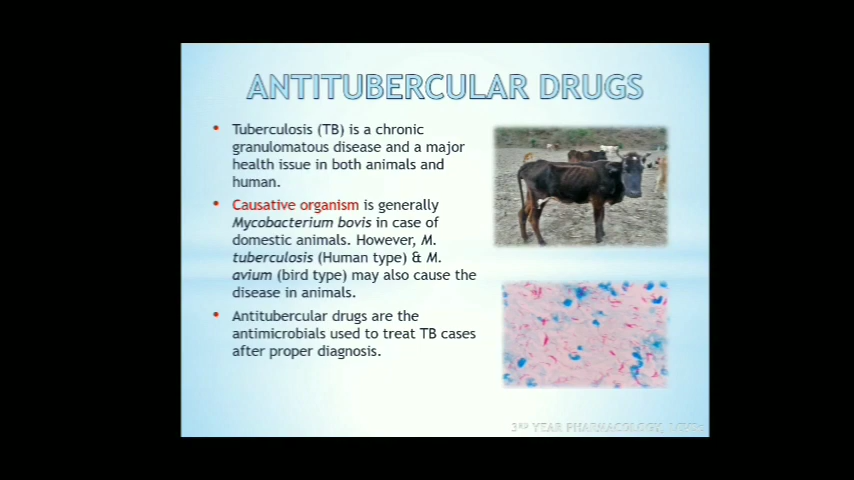 ANTITUBERCULAR DRUGS
• Tuberculosis (TB) is a chronic
granulomatous disease and a major
health issue in both animals and
human.
• Causative organism is generally
Mycobacterium bovis in case of
domestic animals. However, M.
tuberculosis (Human type) & M.
avium (bird type) may also cause the
disease in animals.
• Antitubercular drugs are the
antimicrobials used to treat TB cases
after proper diagnosis.
3RD YEAR PHARMACOLOGY,